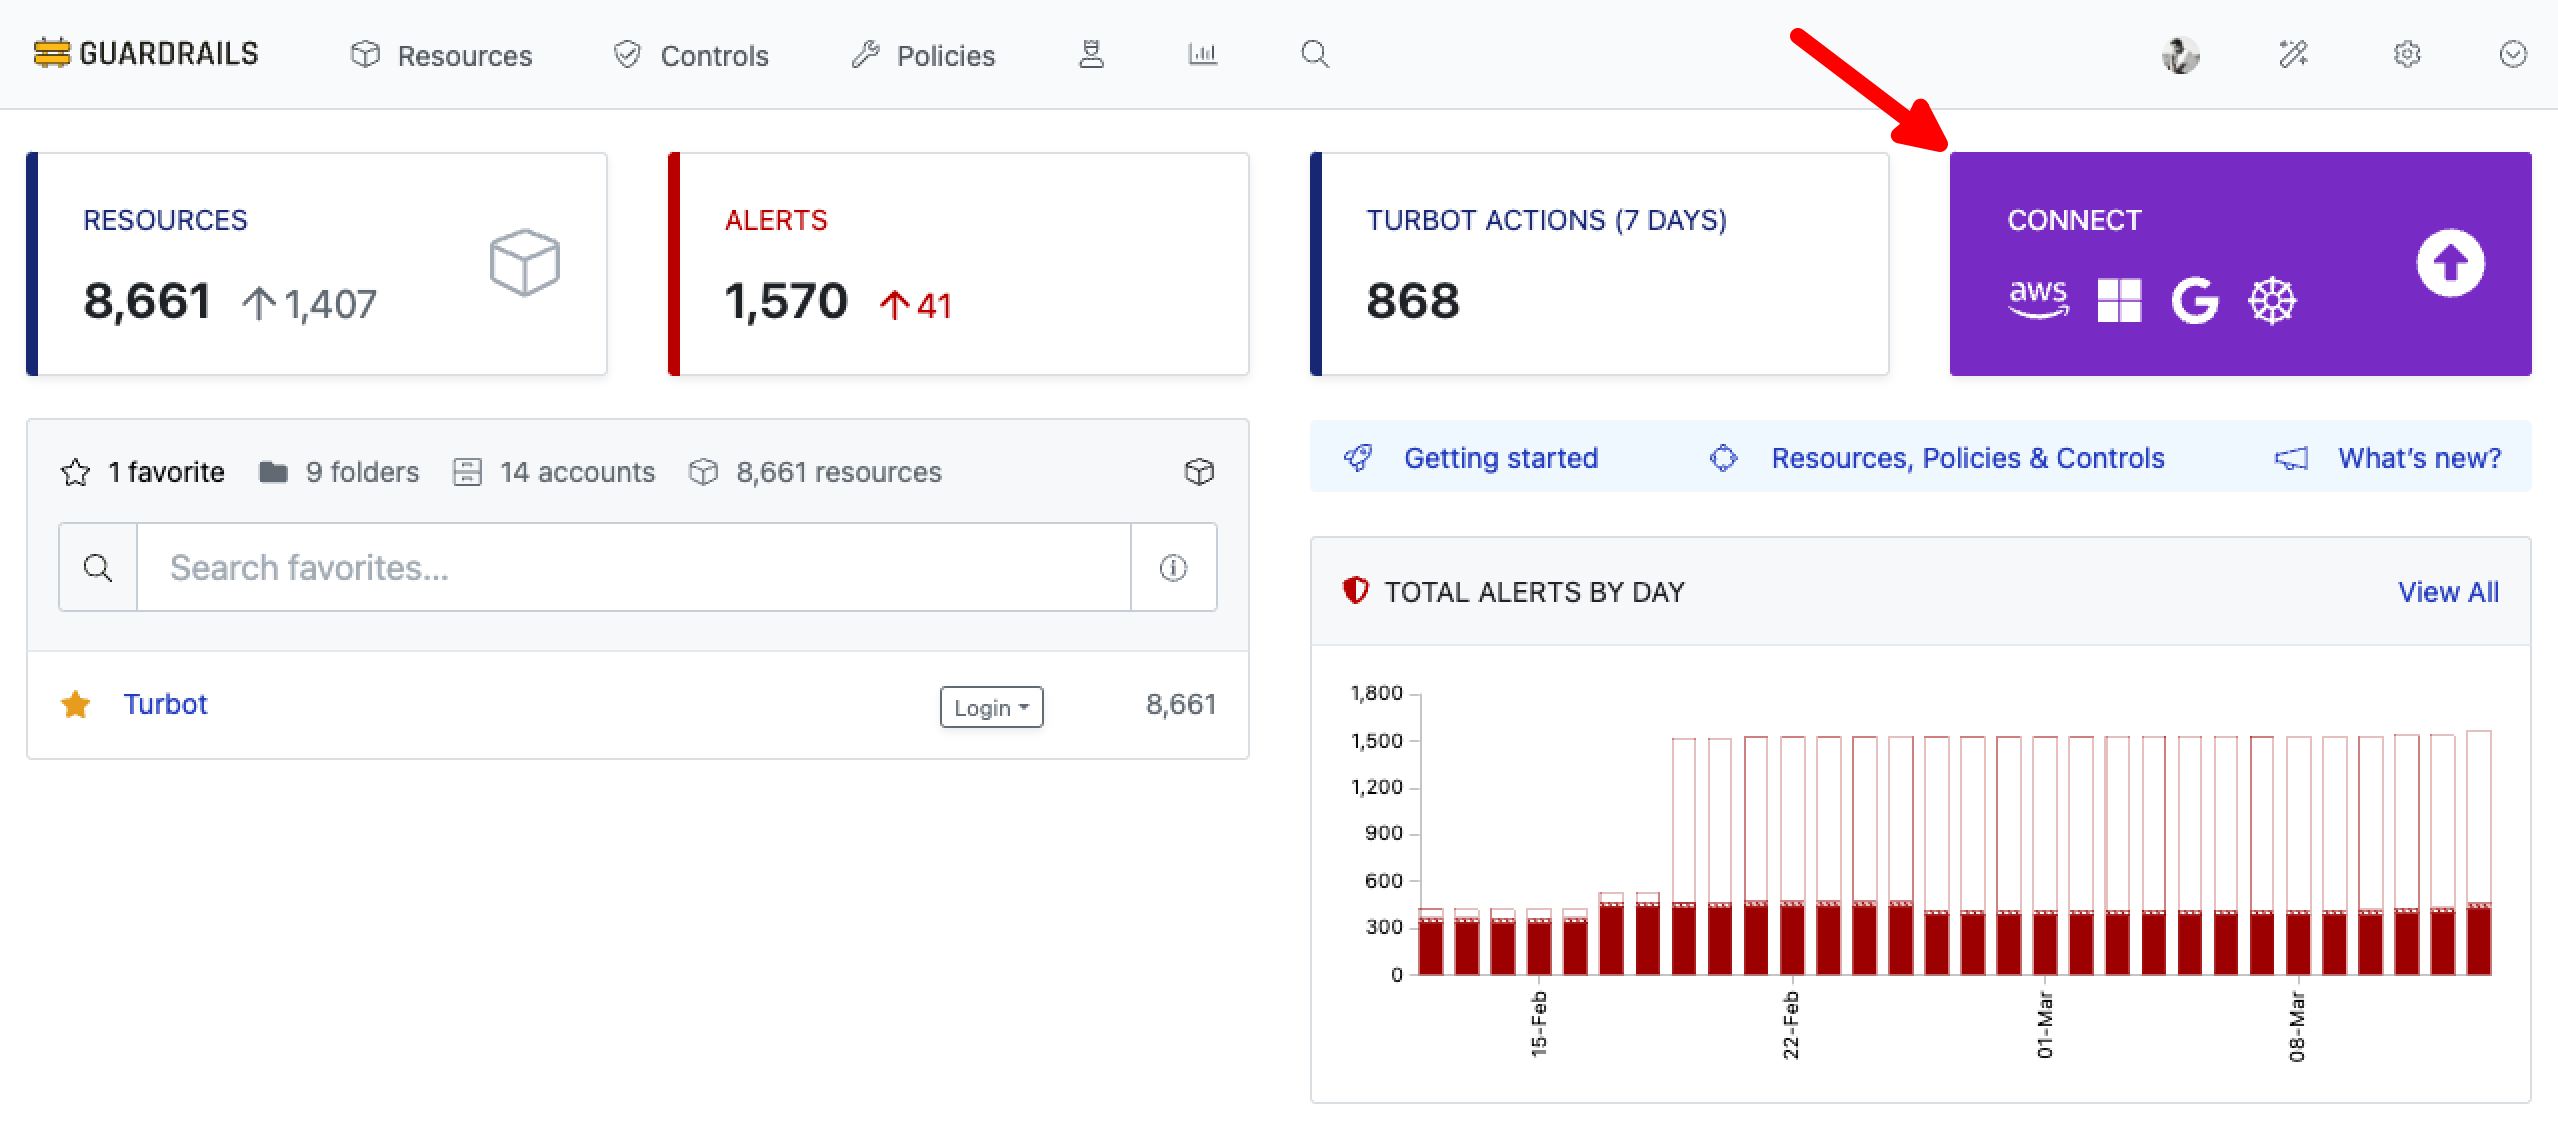 GUARDRAILS
Resources
Controls
Policies
RESOURCES
8,661 1,407
ALERTS
1,570 41
TURBOT ACTIONS (7 DAYS)
868
CONNECT
aws
1 favorite 9 folders 14 accounts 8,661 resources
Search favorites...
Turbot Login 8,661
Getting started Resources, Policies & Controls What's new?
TOTAL ALERTS BY DAY View All
1,800
1,500
1,200
900
600
300
0
15-Feb
22-Feb
01-Mar
08-Mar